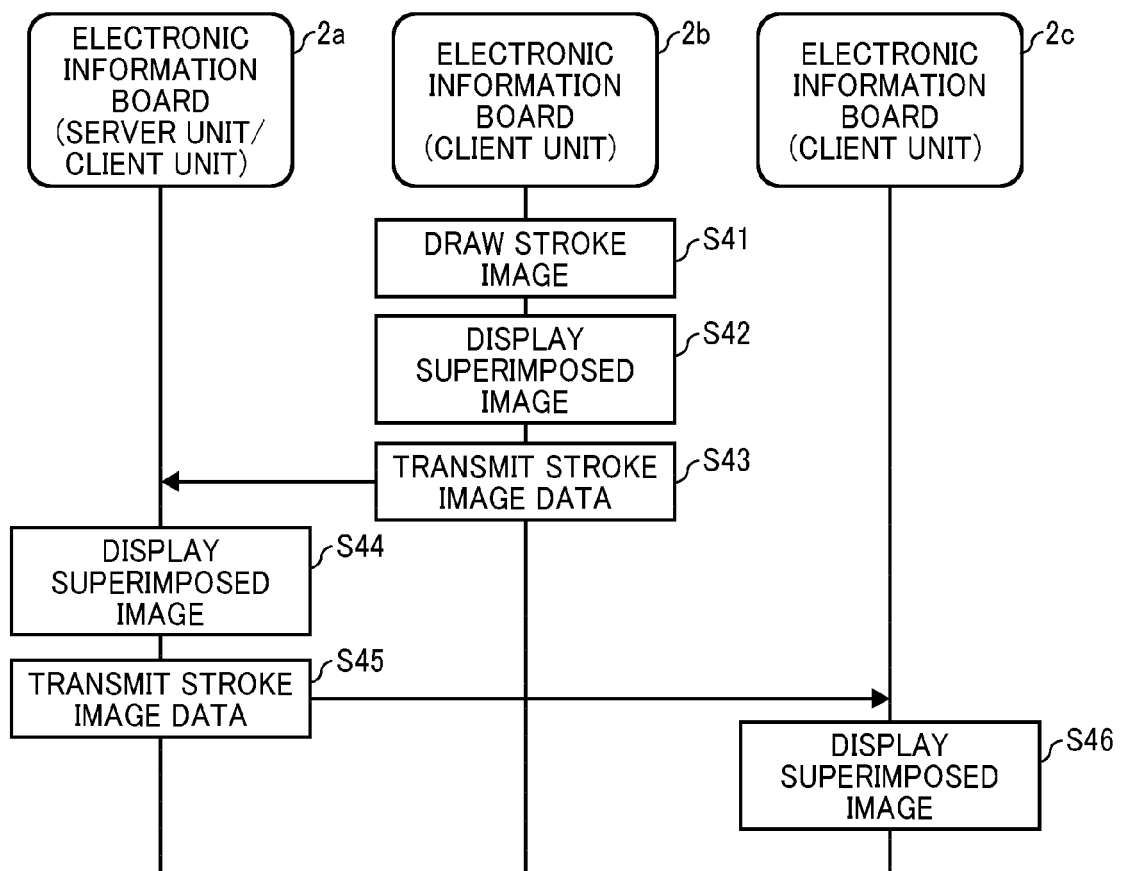 ELECTRONIC
INFORMATION
BOARD
(SERVER UNIT/
CLIENT UNIT)
2a
ELECTRONIC
INFORMATION
BOARD
(CLIENT UNIT)
2b
ELECTRONIC
INFORMATION
BOARD
(CLIENT UNIT)
2c
DRAW STROKE
IMAGE
S41
DISPLAY
SUPERIMPOSED
IMAGE
S42
TRANSMIT STROKE
IMAGE DATA
S43
DISPLAY
SUPERIMPOSED
IMAGE
S44
TRANSMIT STROKE
IMAGE DATA
S45
DISPLAY
SUPERIMPOSED
IMAGE
S46